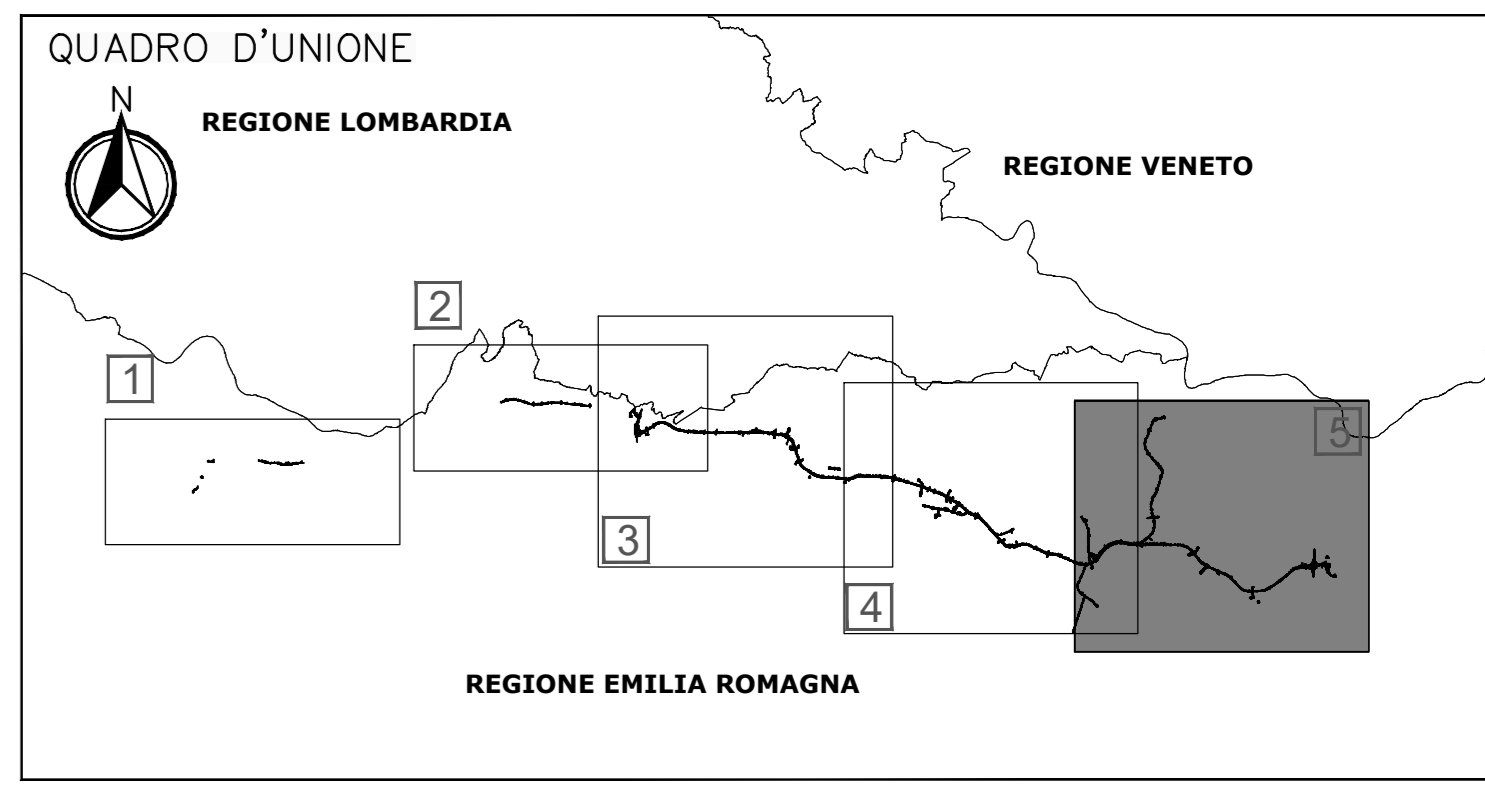 QUADRO D'UNIONE
N
REGIONE LOMBARDIA
REGIONE VENETO
2
1
5
3
4
REGIONE EMILIA ROMAGNA